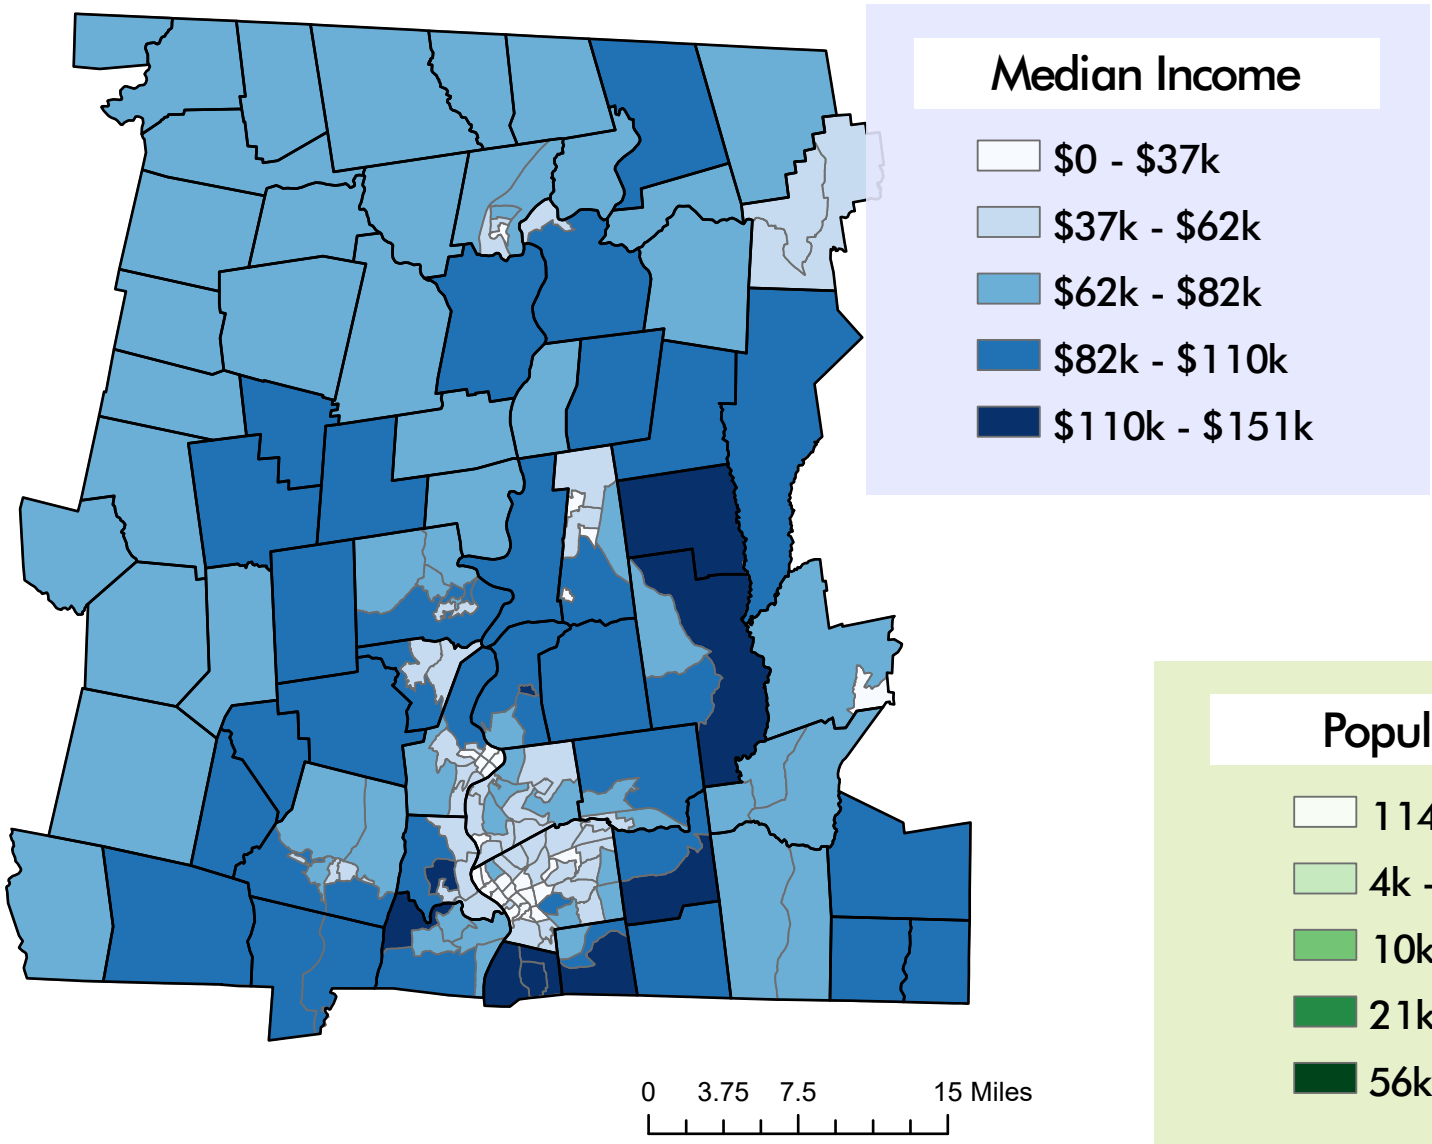 Median Income
$0 - $37k
$37k - $62k
$62k - $82k
$82k - $110k
$110k - $151k
Popul
114
4k -
10k
21k
56k
0 3.75 7.5 15 Miles